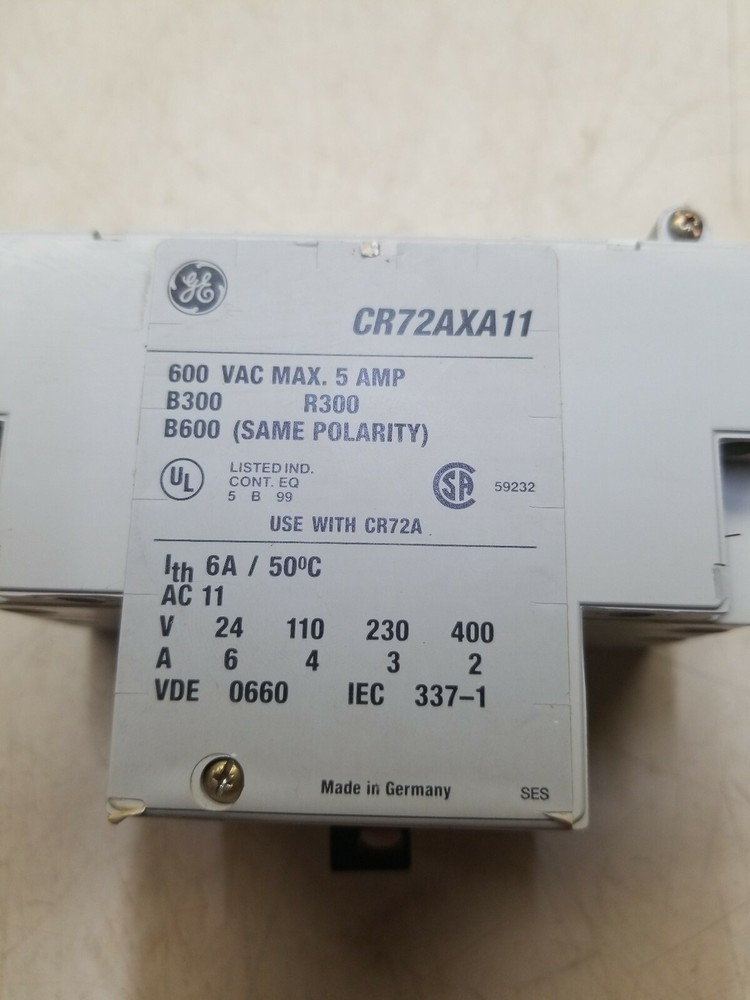 GE
CR72AXA11
600 VAC MAX. 5 AMP
B300 R300
B600 (SAME POLARITY)
UL
LISTED IND.
CONT. EQ
5 B 99
SA
59232
USE WITH CR72A
Ith 6A / 50ºC
AC 11
V 24 110 230 400
A 6 4 3 2
VDE 0660 IEC 337–1
Made in Germany
SES